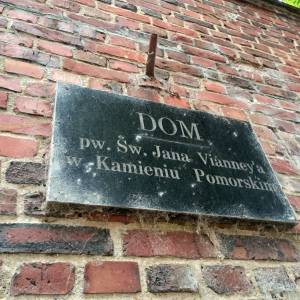 DOM
pw. Św. Jana Vianney'a
w Kamieniu Pomorskim